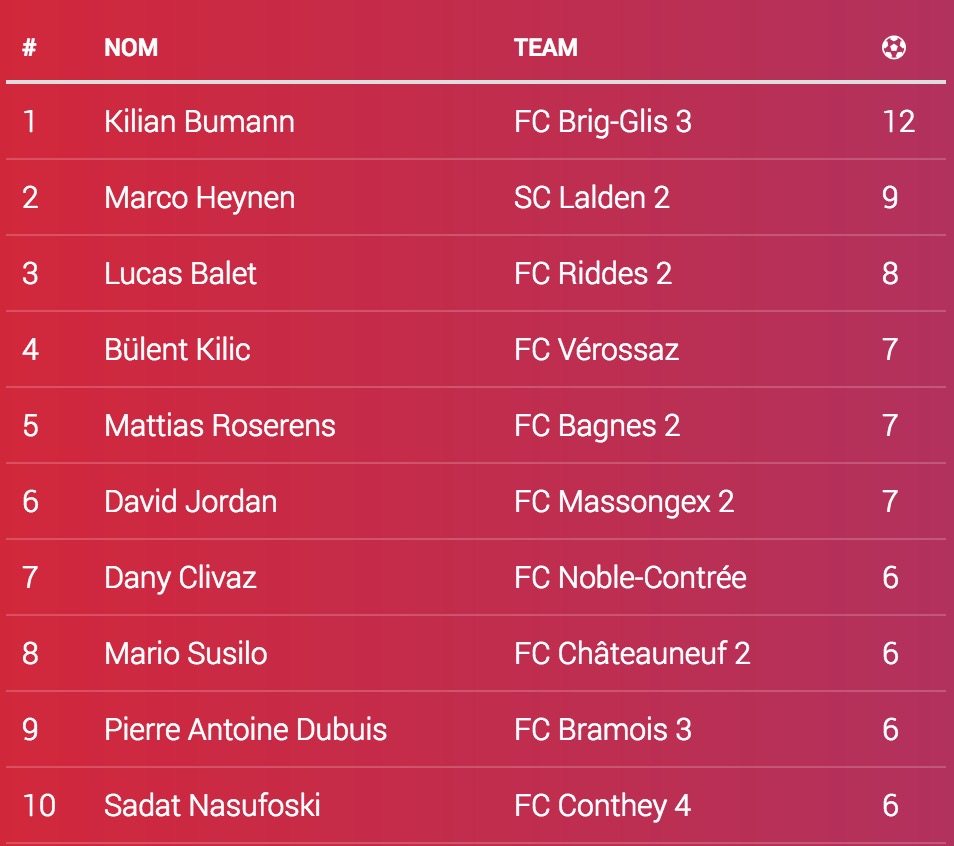 # NOM TEAM
1 Kilian Bumann FC Brig-Glis 3 12
2 Marco Heynen SC Lalden 2 9
3 Lucas Balet FC Riddes 2 8
4 Bülent Kilic FC Vérossaz 7
5 Mattias Roserens FC Bagnes 2 7
6 David Jordan FC Massongex 2 7
7 Dany Clivaz FC Noble-Contrée 6
8 Mario Susilo FC Châteauneuf 2 6
9 Pierre Antoine Dubuis FC Bramois 3 6
10 Sadat Nasufoski FC Conthey 4 6